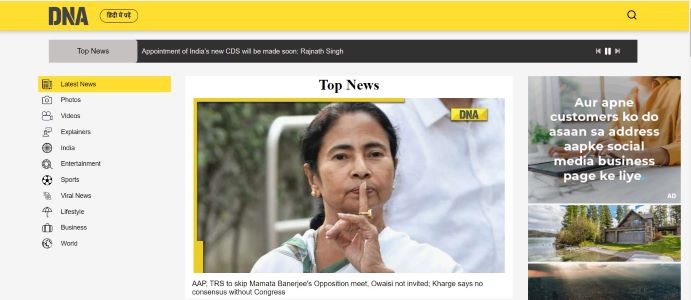 DNA
हिंदी में पढ़ें
Top News
Appointment of India's new CDS will be made soon: Rajnath Singh
Latest News
Photos
Videos
Explainers
India
Entertainment
Sports
Viral News
Lifestyle
Business
World
Top News
DNA
AAP, TRS to skip Mamata Banerjee's Opposition meet, Owaisi not invited; Kharge says no
consensus without Congress
Aur apne
customers ko do
asaan sa address
aapke social
media business
page ke liye
AD